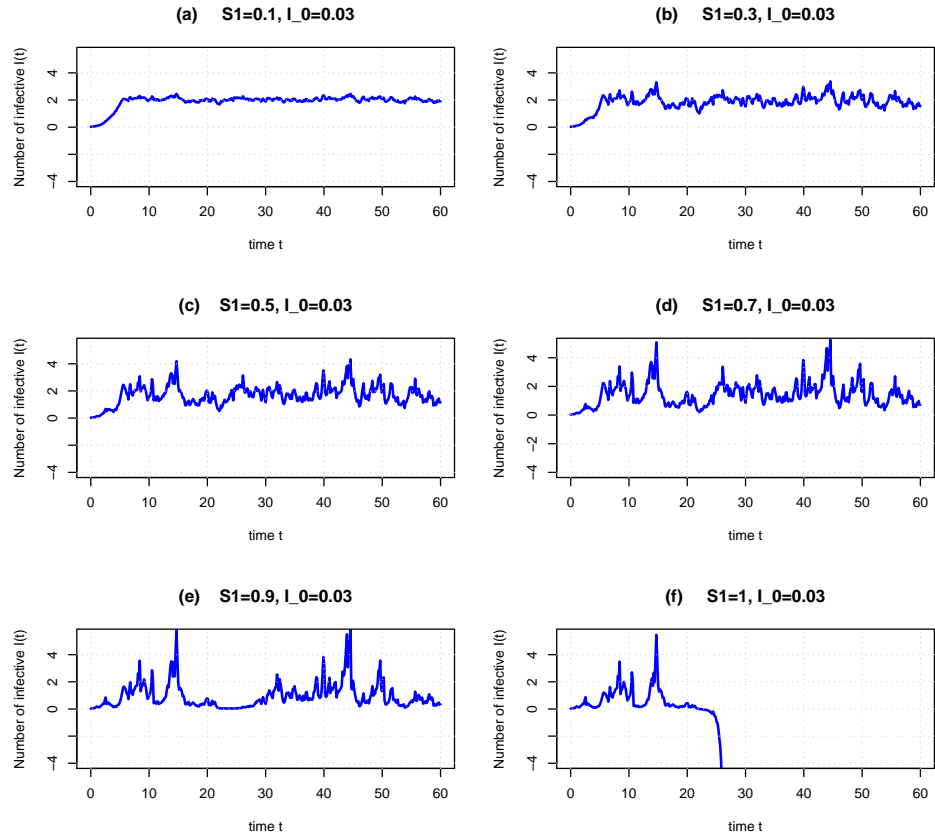 (a) S1=0.1, I_0=0.03
Number of infective I(t)
4
2
0
−4
0 10 20 30 40 50 60
time t
(b) S1=0.3, I_0=0.03
Number of infective I(t)
4
2
0
−4
0 10 20 30 40 50 60
time t
(c) S1=0.5, I_0=0.03
Number of infective I(t)
4
2
0
−4
0 10 20 30 40 50 60
time t
(d) S1=0.7, I_0=0.03
Number of infective I(t)
4
2
0
−2
−4
0 10 20 30 40 50 60
time t
(e) S1=0.9, I_0=0.03
Number of infective I(t)
4
2
0
−4
0 10 20 30 40 50 60
time t
(f) S1=1, I_0=0.03
Number of infective I(t)
4
2
0
−4
0 10 20 30 40 50 60
time t